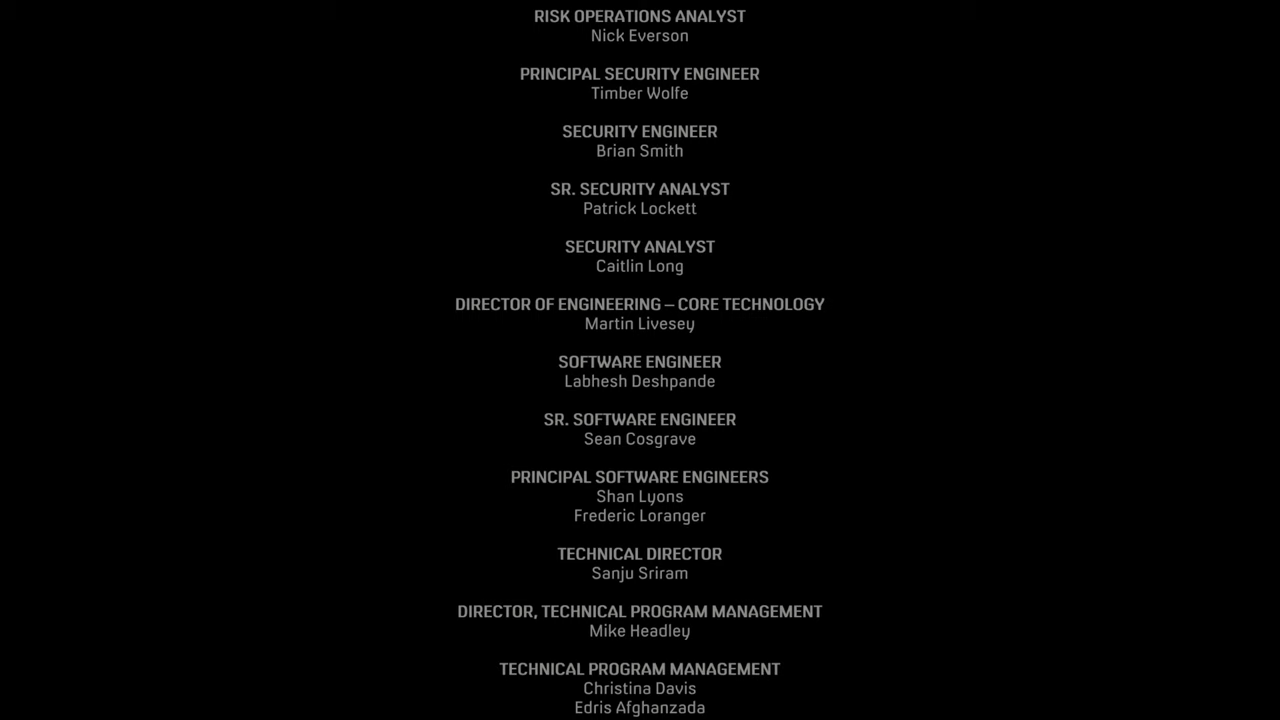 RISK OPERATIONS ANALYST
Nick Everson
PRINCIPAL SECURITY ENGINEER
Timber Wolfe
SECURITY ENGINEER
Brian Smith
SR. SECURITY ANALYST
Patrick Lockett
SECURITY ANALYST
Caitlin Long
DIRECTOR OF ENGINEERING – CORE TECHNOLOGY
Martin Livesey
SOFTWARE ENGINEER
Labhesh Deshpande
SR. SOFTWARE ENGINEER
Sean Cosgrave
PRINCIPAL SOFTWARE ENGINEERS
Shan Lyons
Frederic Loranger
TECHNICAL DIRECTOR
Sanju Sriram
DIRECTOR, TECHNICAL PROGRAM MANAGEMENT
Mike Headley
TECHNICAL PROGRAM MANAGEMENT
Christina Davis
Edris Afghanzada